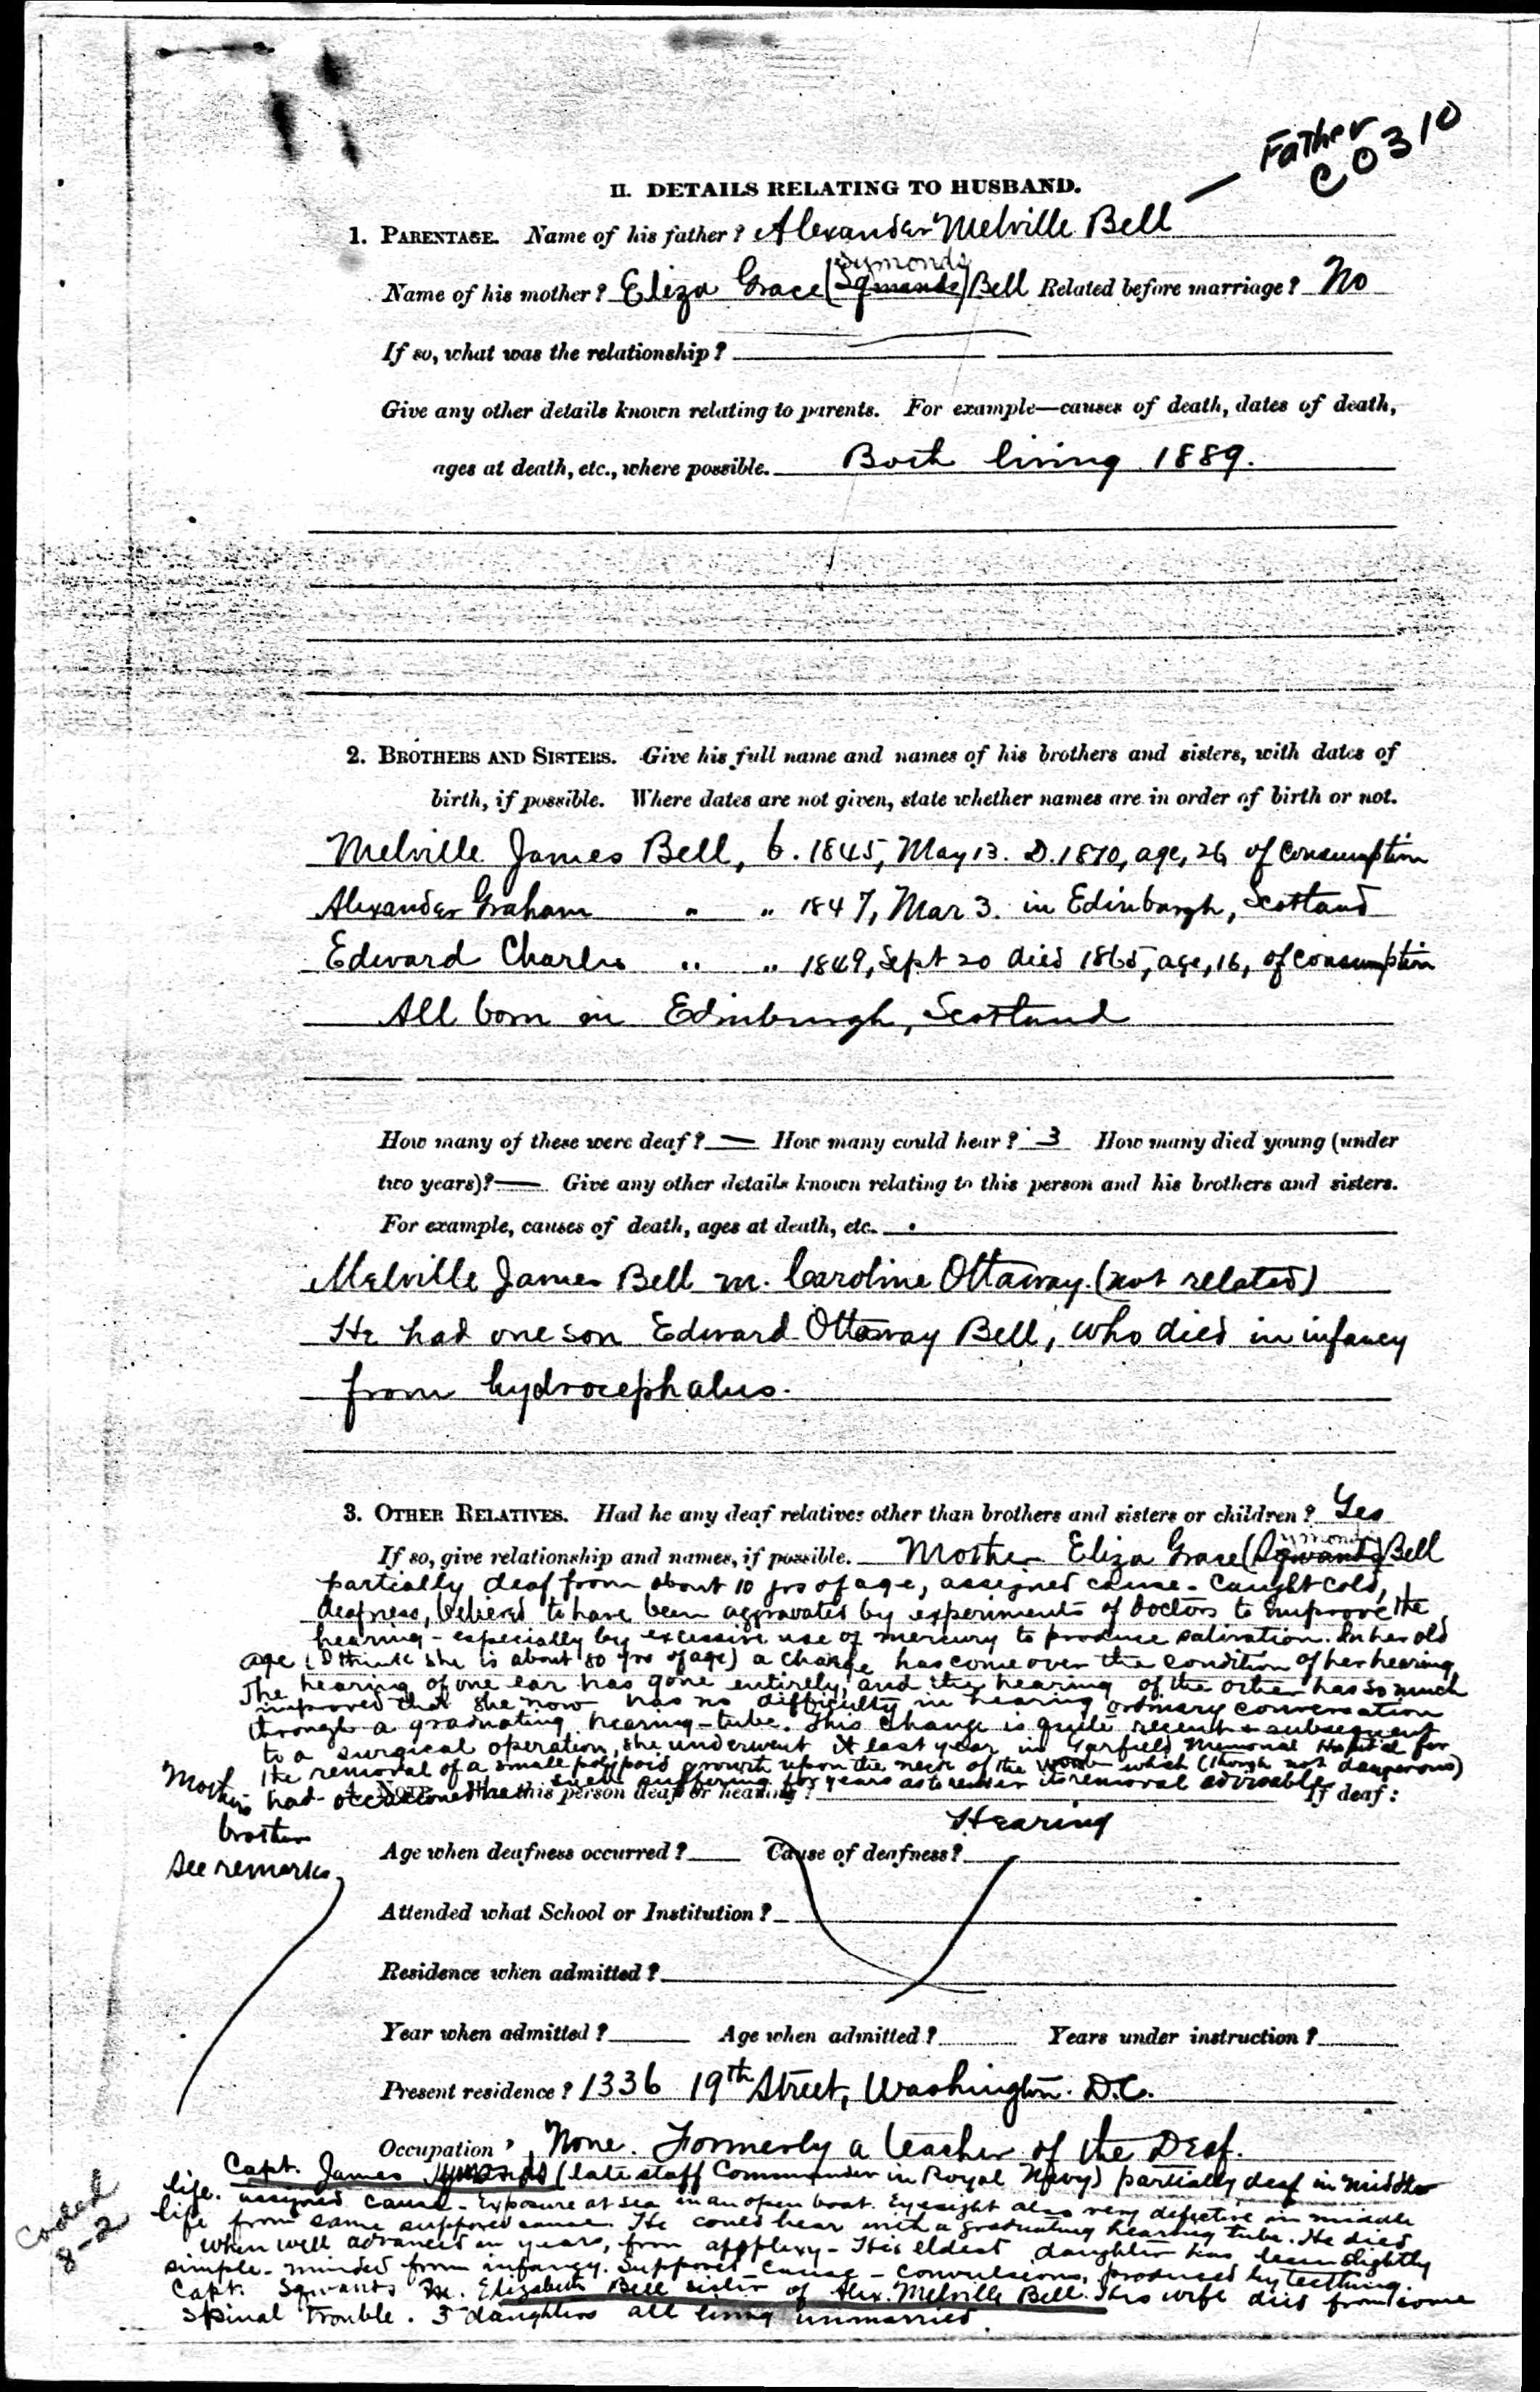 Father
C0310
II. DETAILS RELATING TO HUSBAND.
1. PARENTAGE. Name of his father? Alexander Melville Bell
Symonds
Name of his mother? Eliza Grace (Symonds) Bell Related before marriage? No
If so, what was the relationship?
Give any other details known relating to parents. For example—causes of death, dates of death,
ages at death, etc., where possible. Both living 1889.
2. BROTHERS AND SISTERS. Give his full name and names of his brothers and sisters, with dates of
birth, if possible. Where dates are not given, state whether names are in order of birth or not.
Melville James Bell, b. 1845, May 13. D. 1870, age, 26 of consumption
Alexander Graham " " 1847, Mar 3. in Edinburgh, Scotland
Edward Charles " " 1849, Sept 20 died 1865, age, 16, of consumption
All born in Edinburgh, Scotland
How many of these were deaf? — How many could hear? 3 How many died young (under
two years)? — Give any other details known relating to this person and his brothers and sisters.
For example, causes of death, ages at death, etc.
Melville James Bell m. Caroline Ottaway. (not related)
He had one son Edward Ottaway Bell, who died in infancy
from hydrocephalus.
3. OTHER RELATIVES. Had he any deaf relatives other than brothers and sisters or children? Yes
ymonds
If so, give relationship and names, if possible. Mother Eliza Grace ( ) Bell
partially deaf from about 10 yrs of age, assigned cause - Caught cold,
deafness, believed to have been aggravated by experiments of doctors to improve the
hearing - especially by excessive use of mercury to produce salivation. In her old
age (I think she is about 80 yrs of age) a change has come over the condition of her hearing
The hearing of one ear has gone entirely, and the hearing of the other has so much
improved that she now has no difficulty in hearing ordinary conversation
through a graduating hearing-tube. This change is quite recent & subsequent
to a surgical operation, she underwent it last year in Garfield Memorial Hospital for
the removal of a small polypoid growth upon the neck of the womb which (though not dangerous)
had occasioned her such suffering for years as to render its removal advisable
4. NOTE. Was this person deaf or hearing? If deaf:
Hearing
Mother's
brother
See remarks
Age when deafness occurred? Cause of deafness?
Attended what School or Institution?
Residence when admitted?
Year when admitted? Age when admitted? Years under instruction?
Present residence? 1336 19th Street, Washington. D.C.
Occupation? None. Formerly a teacher of the Deaf.
Capt. James Symonds (late staff Commander in Royal Navy) partially deaf in middle
life. assigned cause - Exposure at sea in an open boat. Eyesight also very defective in middle
life from same supposed cause. He could hear with a graduating hearing tube. He died
when well advanced in years, from apoplexy - His eldest daughter has been slightly
simple-minded from infancy. Supposed cause - convulsions, produced by teething.
Capt. m. Elizabeth Bell sister of Alex. Melville Bell. His wife died from some
spinal trouble. 3 daughters all living unmarried.
Coded
8-2